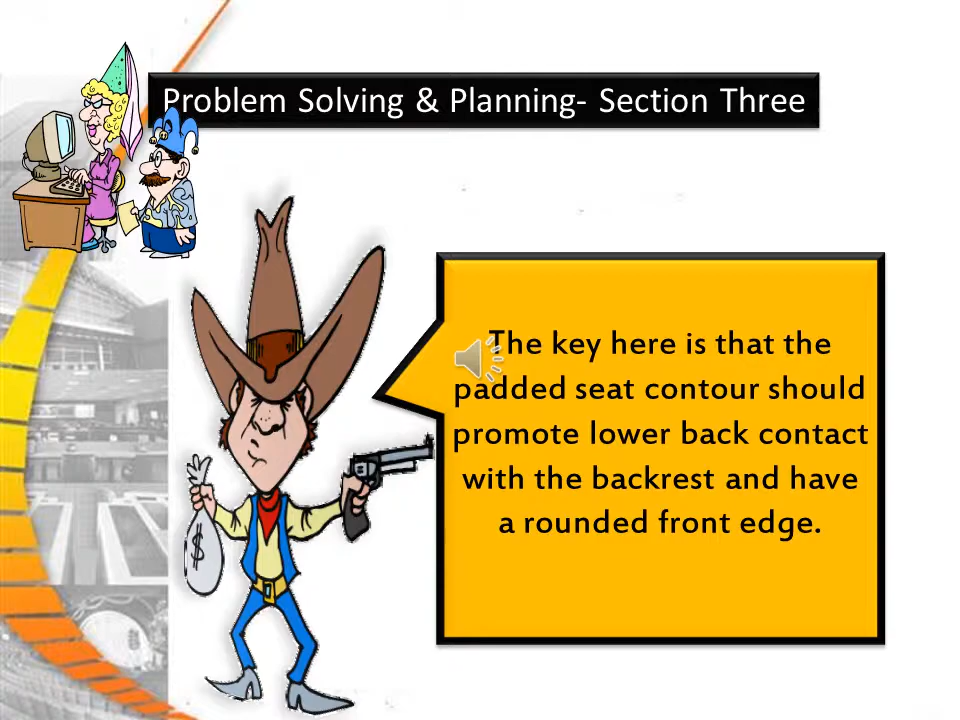 Problem Solving & Planning- Section Three
The key here is that the
padded seat contour should
promote lower back contact
with the backrest and have
a rounded front edge.
$